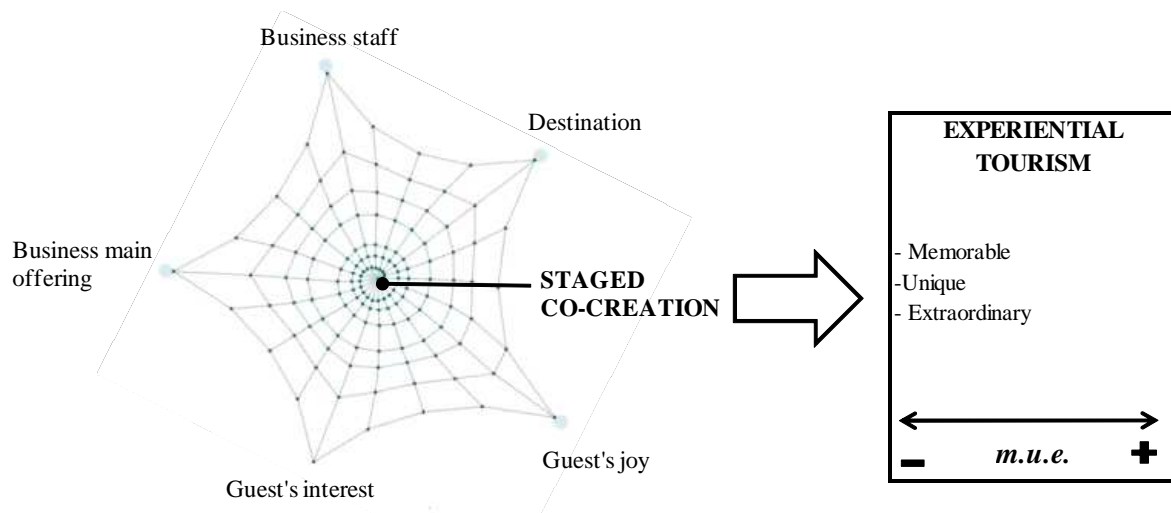 Business staff
Destination
Business main
offering
STAGED
CO-CREATION
Guest's joy
Guest's interest
EXPERIENTIAL
TOURISM
- Memorable
-Unique
- Extraordinary
− m.u.e. +